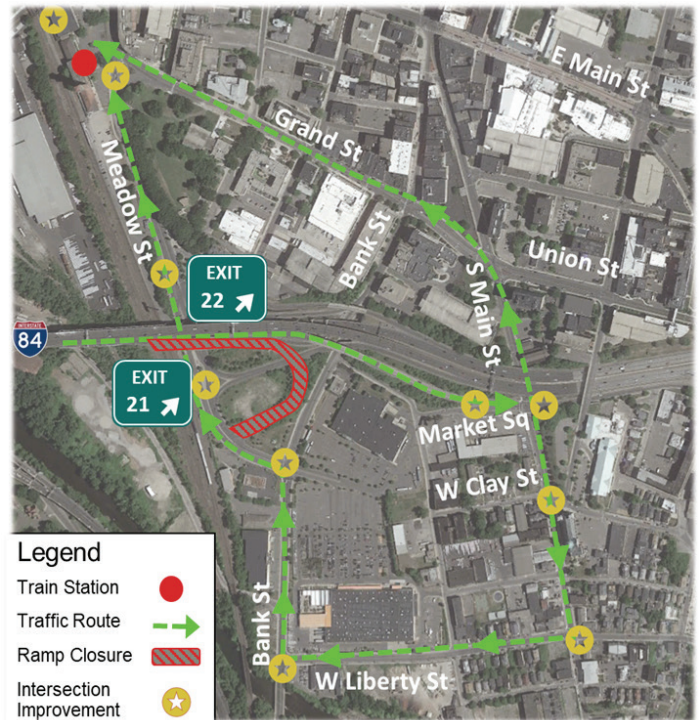 E Main St
Grand St
Meadow St
Bank St
Union St
S Main St
EXIT
22
INTERSTATE
84
EXIT
21
Market Sq
W Clay St
Bank St
W Liberty St
Legend
Train Station
Traffic Route
Ramp Closure
Intersection
Improvement